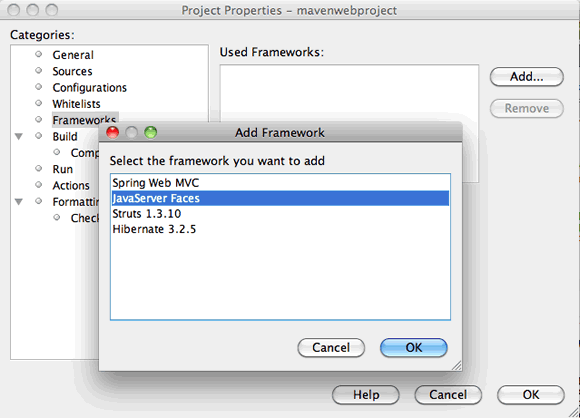 Project Properties – mavenwebproject
Categories:
General
Sources
Configurations
Whitelists
Frameworks
Build
Comp
Run
Actions
Formattin
Check
Used Frameworks:
Add...
Remove
Add Framework
Select the framework you want to add
Spring Web MVC
JavaServer Faces
Struts 1.3.10
Hibernate 3.2.5
Cancel
OK
Help
Cancel
OK